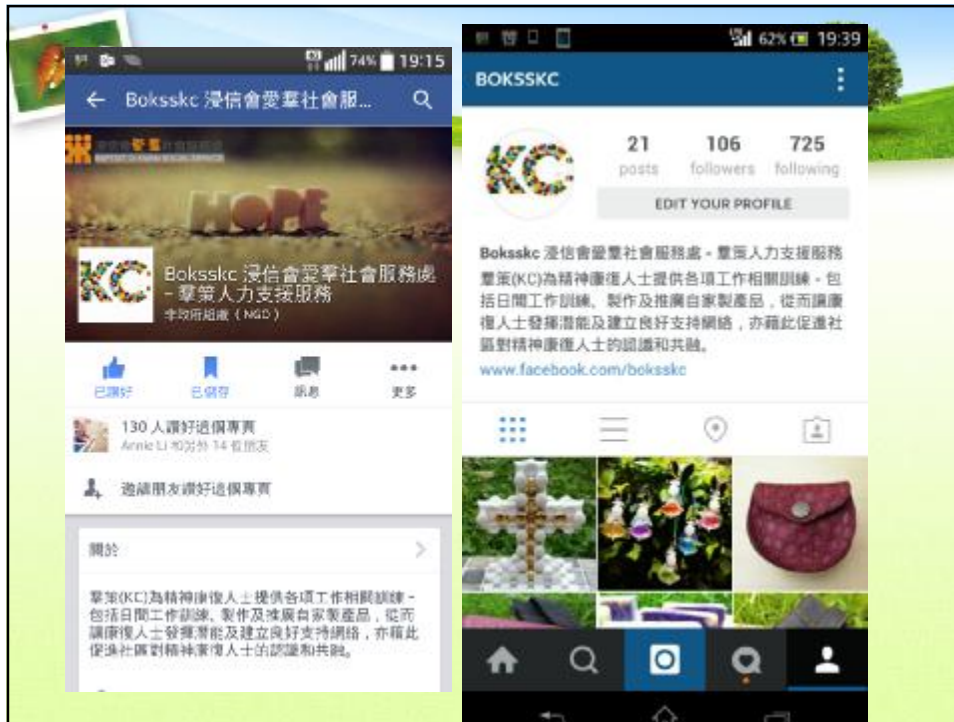 74% 19:15
← Boksskc 浸信會愛羣社會服...
HOPE
KC
Boksskc 浸信會愛羣社會服務處
- 羣策人力支援服務
非政府組織（NGO）
已讚好 已儲存 訊息 更多
130 人讚好這個專頁
Annie Li 和另外 14 位朋友
邀請朋友讚好這個專頁
關於
羣策(KC)為精神康復人士提供各項工作相關訓練，
包括日間工作訓練、製作及推廣自家製產品，從而
讓康復人士發揮潛能及建立良好支持網絡，亦藉此
促進社區對精神康復人士的認識和共融。
62% 19:39
BOKSSKC
KC
21 106 725
posts followers following
EDIT YOUR PROFILE
Boksskc 浸信會愛羣社會服務處 - 羣策人力支援服務
羣策(KC)為精神康復人士提供各項工作相關訓練，包
括日間工作訓練、製作及推廣自家製產品，從而讓康
復人士發揮潛能及建立良好支持網絡，亦藉此促進社
區對精神康復人士的認識和共融。
www.facebook.com/boksskc